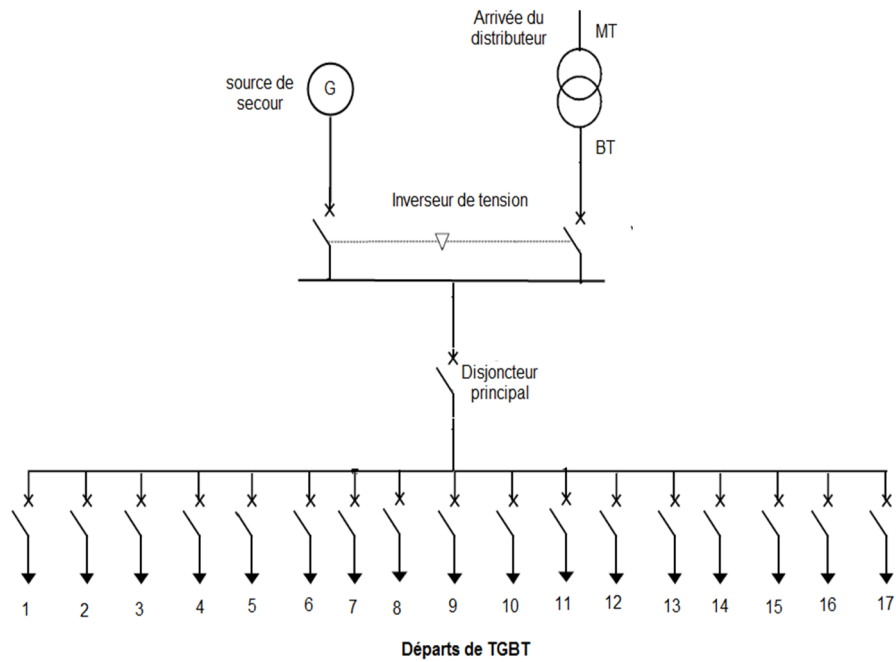 Arrivée du
distributeur
MT
source de
secour
G
BT
Inverseur de tension
Disjoncteur
principal
1 2 3 4 5 6 7 8 9 10 11 12 13 14 15 16 17
Départs de TGBT